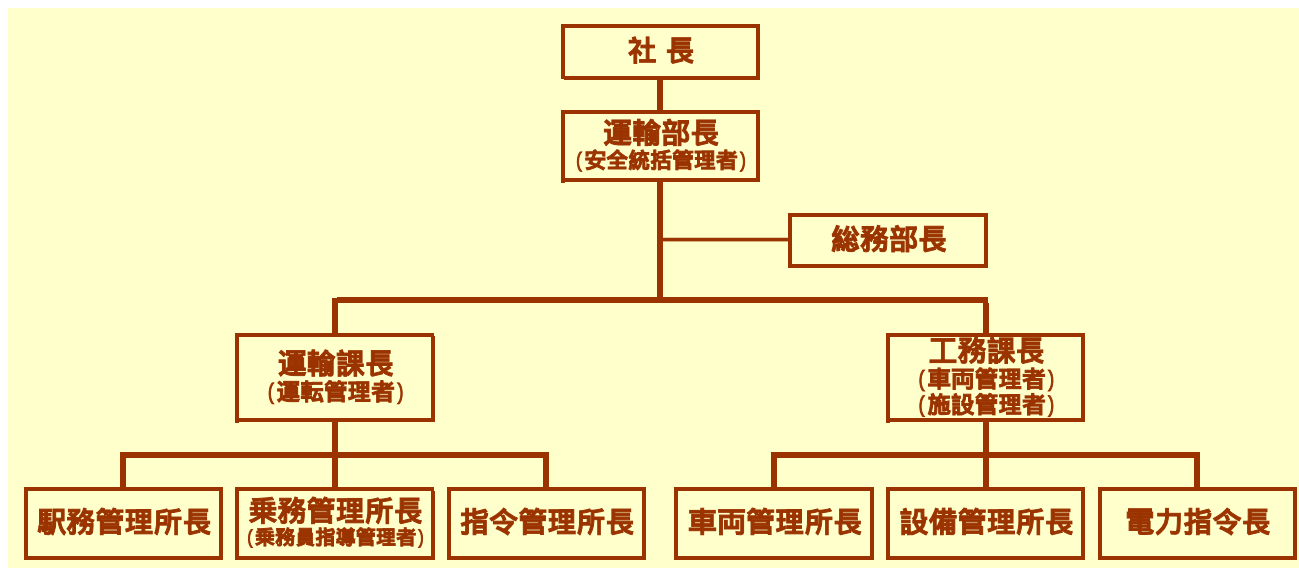 社 長
運輸部長
(安全統括管理者)
総務部長
運輸課長
(運転管理者)
工務課長
(車両管理者)
(施設管理者)
駅務管理所長
乗務管理所長
(乗務員指導管理者)
指令管理所長
車両管理所長
設備管理所長
電力指令長